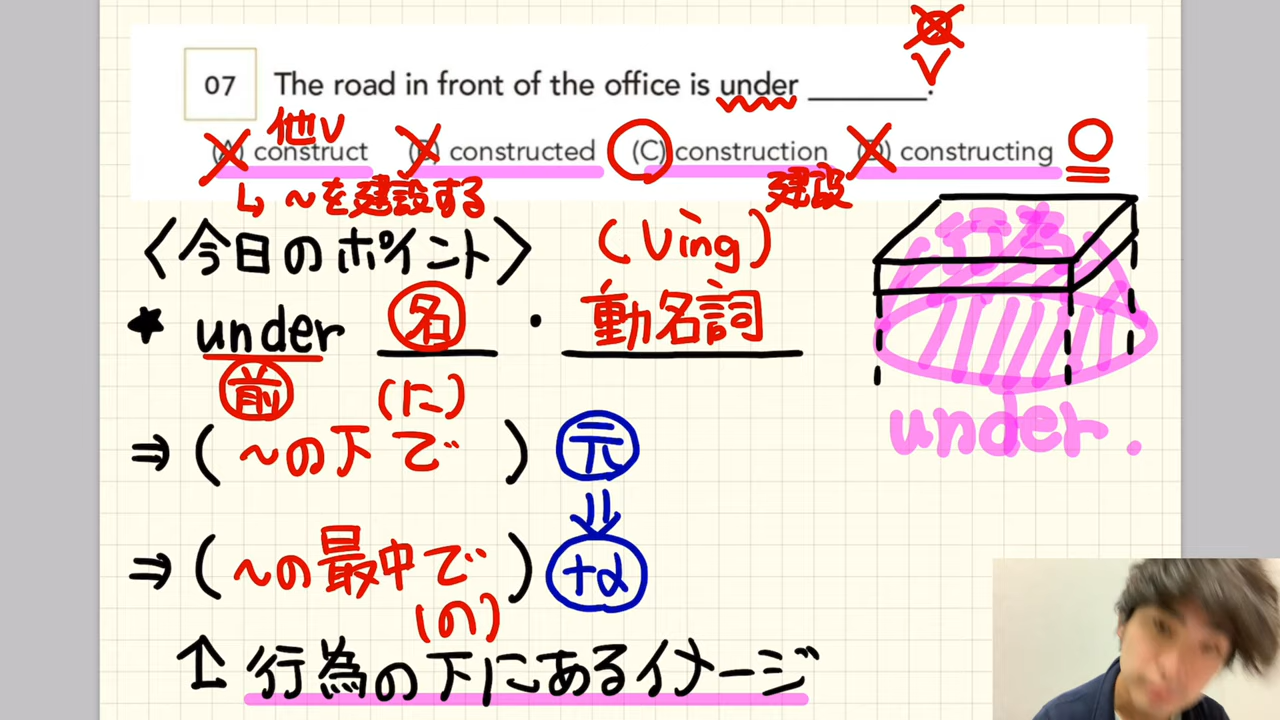 07 The road in front of the office is under ________.
V
他V
(A) construct (B) constructed (C) construction (D) constructing
↳ ～を建設する
建設
〈今日のポイント〉
(Ving)
★ under 名 ・ 動名詞
前 (に)
⇒ (～の下で) 元
⇓
⇒ (～の最中で) +α
(の)
↑ 行為の下にあるイメージ
行為
under.